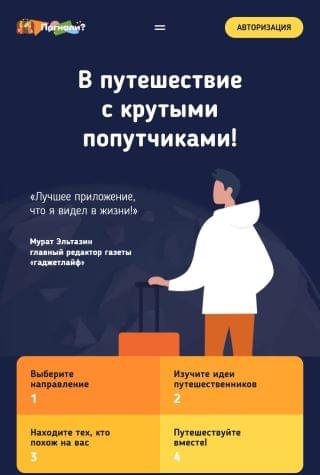 Погнали?
АВТОРИЗАЦИЯ
В путешествие
с крутыми
попутчиками!
«Лучшее приложение,
что я видел в жизни!»
Мурат Эльтазин
главный редактор газеты
«гаджетлайф»
Выберите
направление
1
Изучите идеи
путешественников
2
Находите тех, кто
похож на вас
3
Путешествуйте
вместе!
4